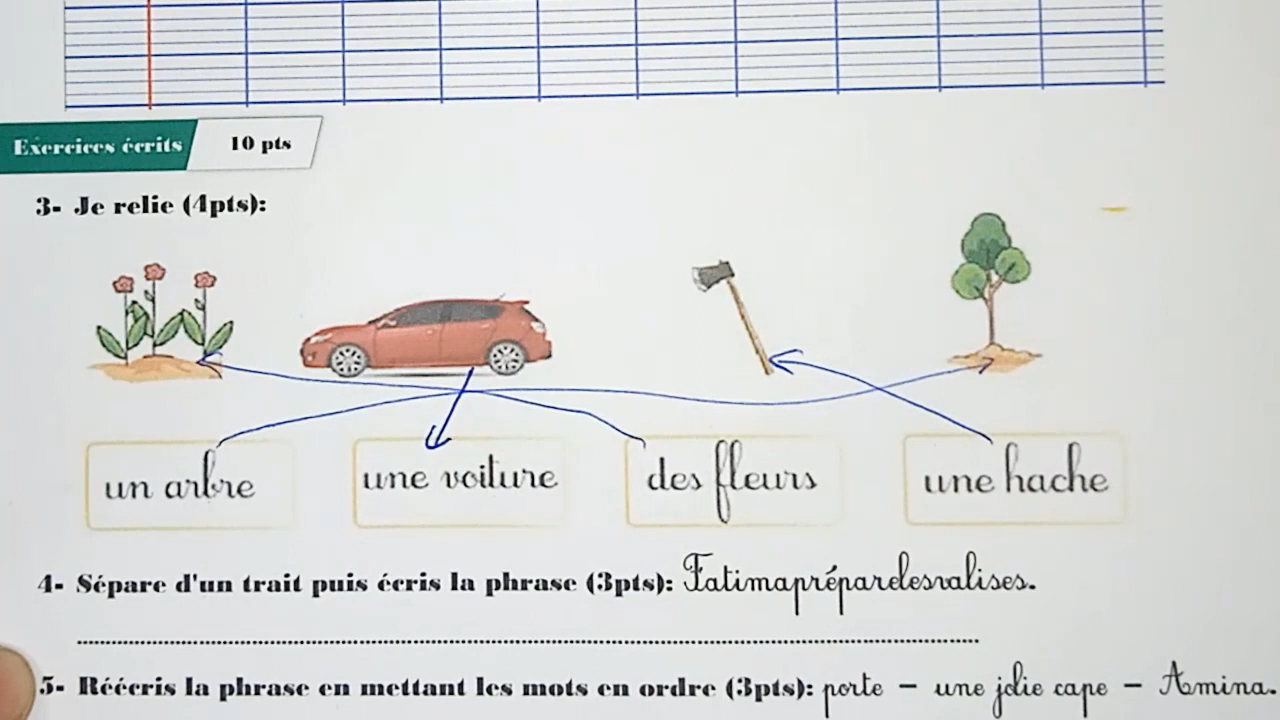 Exercices écrits 10 pts
3- Je relie (4pts):
un arbre une voiture des fleurs une hache
4- Sépare d'un trait puis écris la phrase (3pts): Fatimapréparelesvalises.
5- Réécris la phrase en mettant les mots en ordre (3pts): porte – une jolie cape – Amina.